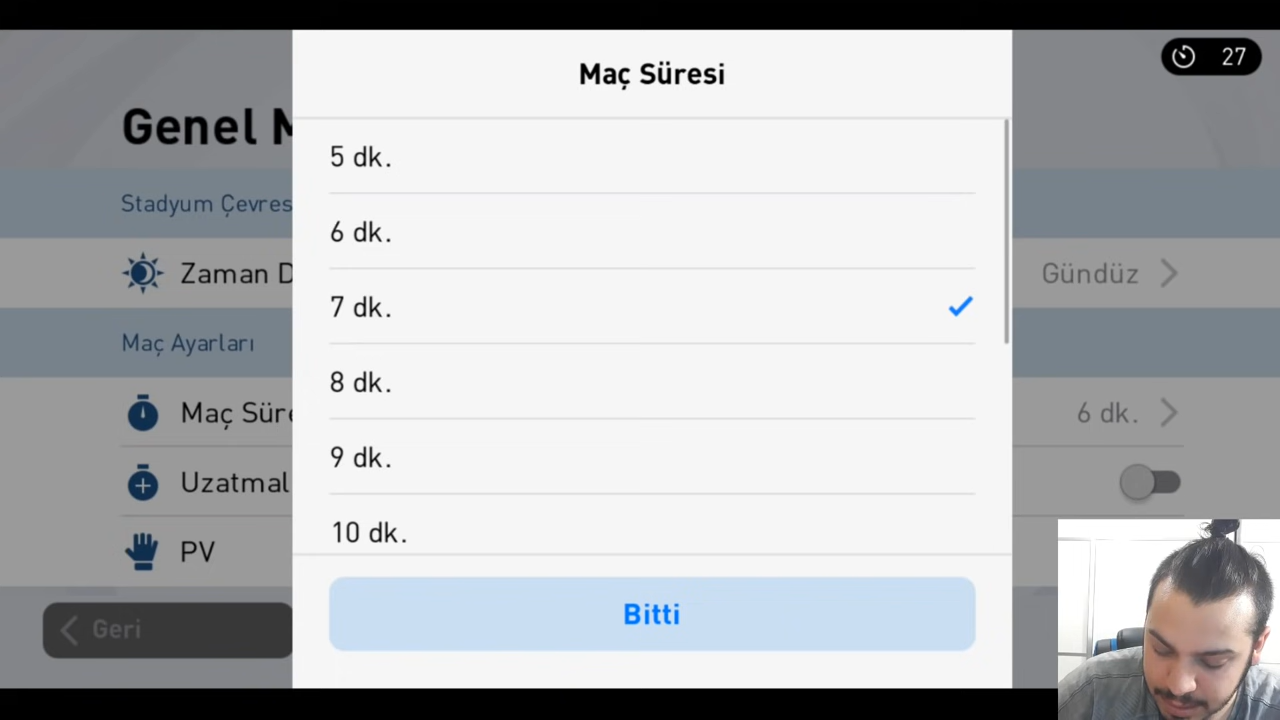 Maç Süresi
27
Genel M
5 dk.
Stadyum Çevres
6 dk.
Zaman D
Gündüz
7 dk.
Maç Ayarları
8 dk.
Maç Süre
6 dk.
9 dk.
Uzatmal
10 dk.
PV
Bitti
Geri